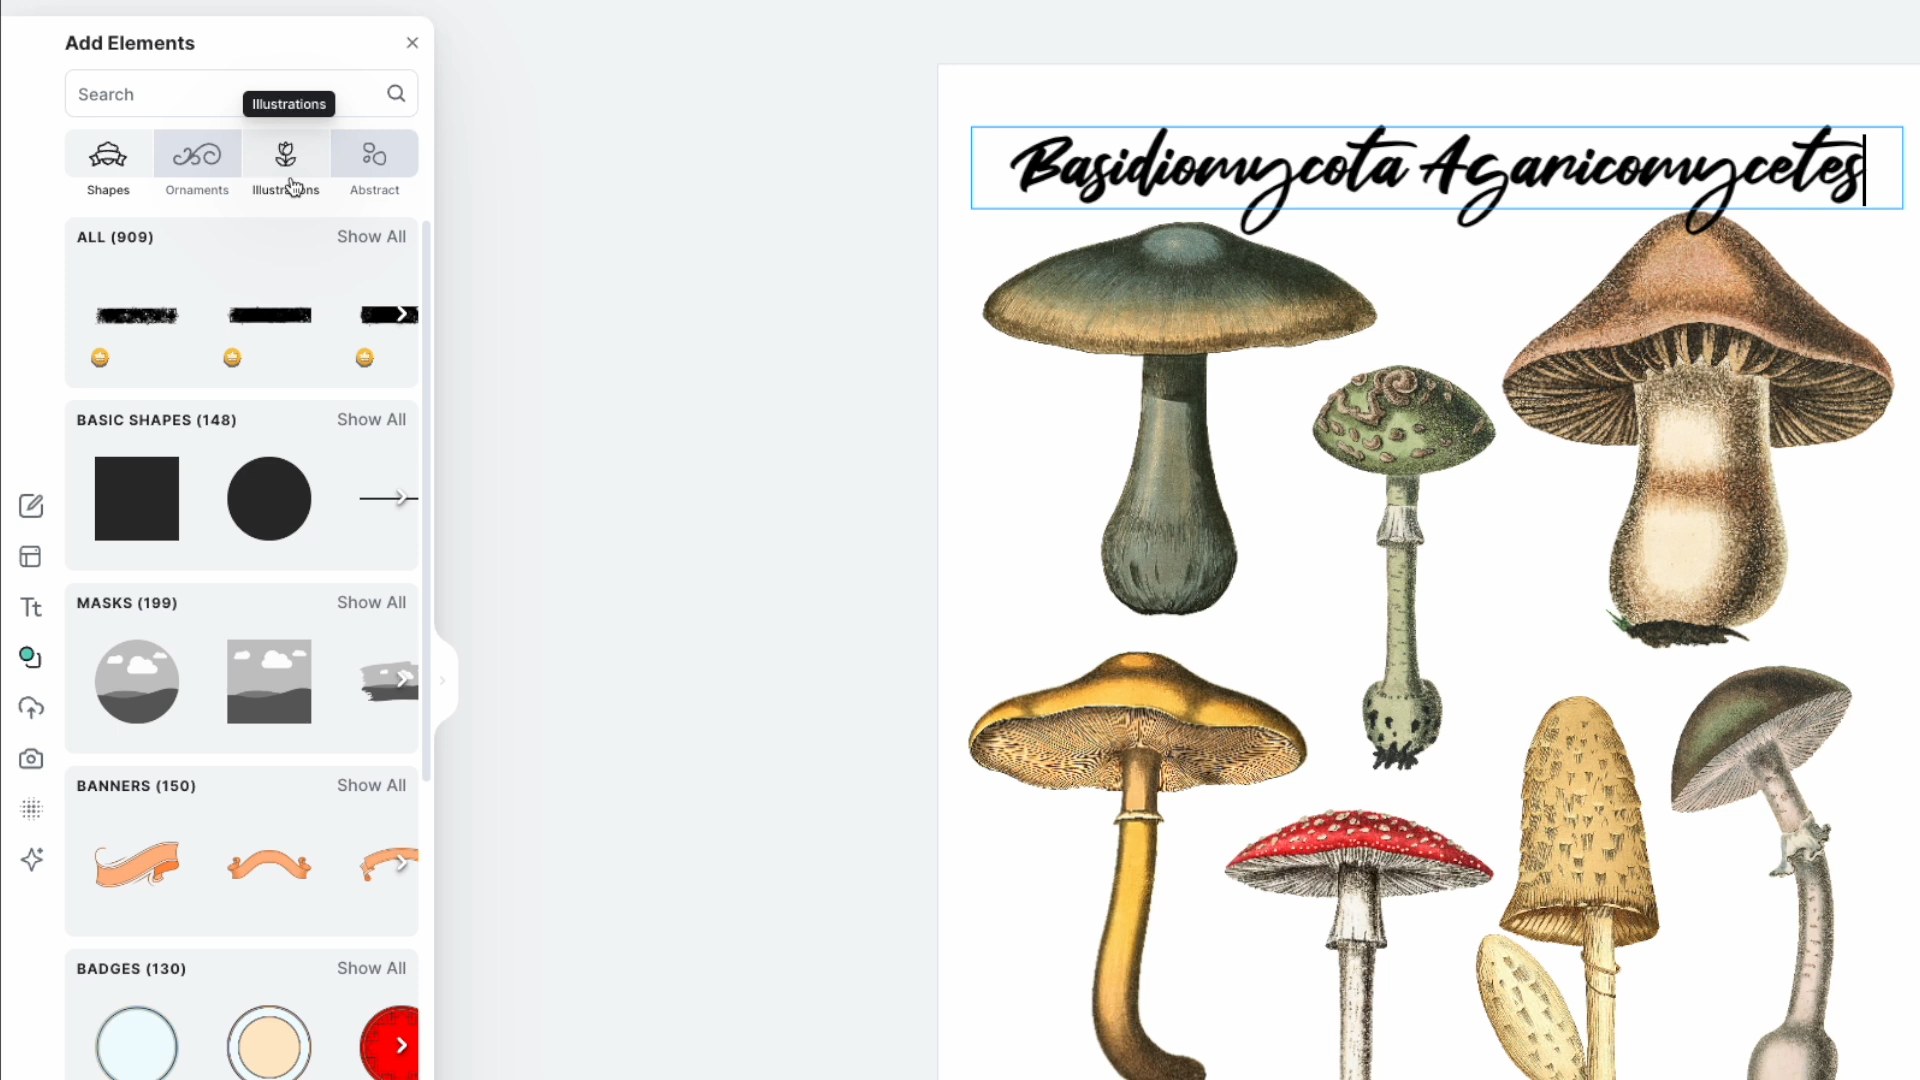 Add Elements
Search
Illustrations
Shapes
Ornaments
Illustrations
Abstract
ALL (909)
Show All
BASIC SHAPES (148)
Show All
MASKS (199)
Show All
BANNERS (150)
Show All
BADGES (130)
Show All
Tt
Basidiomycota Agaricomycetes